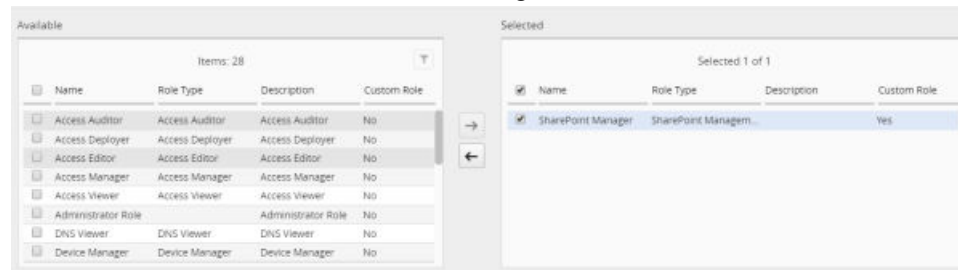 Available
Items: 28
Name Role Type Description Custom Role
Access Auditor Access Auditor Access Auditor No
Access Deployer Access Deployer Access Deployer No
Access Editor Access Editor Access Editor No
Access Manager Access Manager Access Manager No
Access Viewer Access Viewer Access Viewer No
Administrator Role Administrator Role No
DNS Viewer DNS Viewer DNS Viewer No
Device Manager Device Manager Device Manager No
Selected
Selected 1 of 1
Name Role Type Description Custom Role
SharePoint Manager SharePoint Managem... Yes